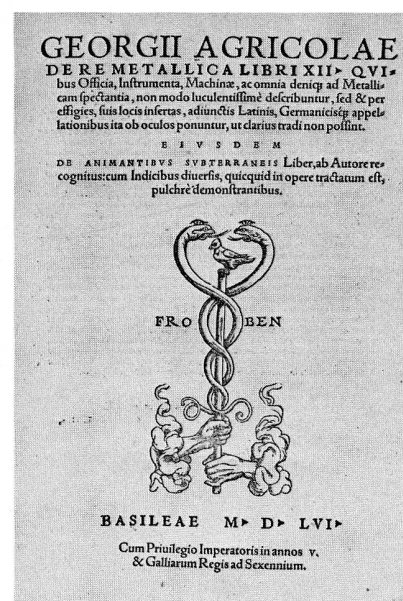 GEORGII AGRICOLAE
DE RE METALLICA LIBRI XII▸ QVI⸗
bus Officia, Inſtrumenta, Machinæ, ac omnia deniqꝫ ad Metalli⸗
cam ſpectantia, non modo luculentiſſimè deſcribuntur, ſed & per
effigies, ſuis locis inſertas, adiunctis Latinis, Germanicisqꝫ appel⸗
lationibus ita ob oculos ponuntur, ut clarius tradi non poſſint.
EIVSDEM
DE ANIMANTIBVS SVBTERRANEIS Liber, ab Autore re⸗
cognitus: cum Indicibus diuerſis, quicquid in opere tractatum eſt,
pulchrè demonſtrantibus.
FRO BEN
BASILEAE M▸ D▸ LVI▸
Cum Priuilegio Imperatoris in annos v.
& Galliarum Regis ad Sexennium.